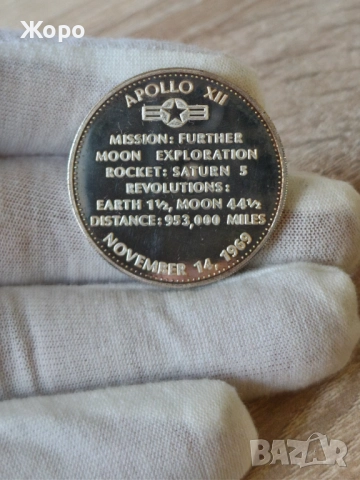 Жоро
APOLLO XII
MISSION: FURTHER
MOON EXPLORATION
ROCKET: SATURN 5
REVOLUTIONS:
EARTH 1½, MOON 44½
DISTANCE: 953,000 MILES
NOVEMBER 14, 1969
BAZAR